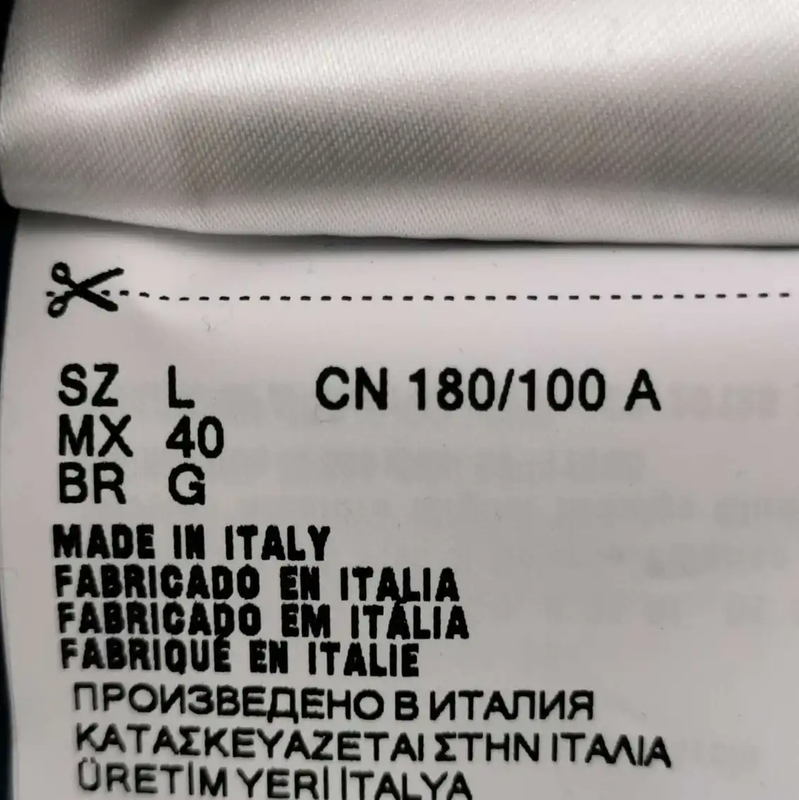 SZ L CN 180/100 A
MX 40
BR G
MADE IN ITALY
FABRICADO EN ITALIA
FABRICADO EM ITÁLIA
FABRIQUÉ EN ITALIE
ПРОИЗВЕДЕНО В ИТАЛИЯ
ΚΑΤΑΣΚΕΥΑΖΕΤΑΙ ΣΤΗΝ ΙΤΑΛΙΑ
ÜRETİM YERİ İTALYA